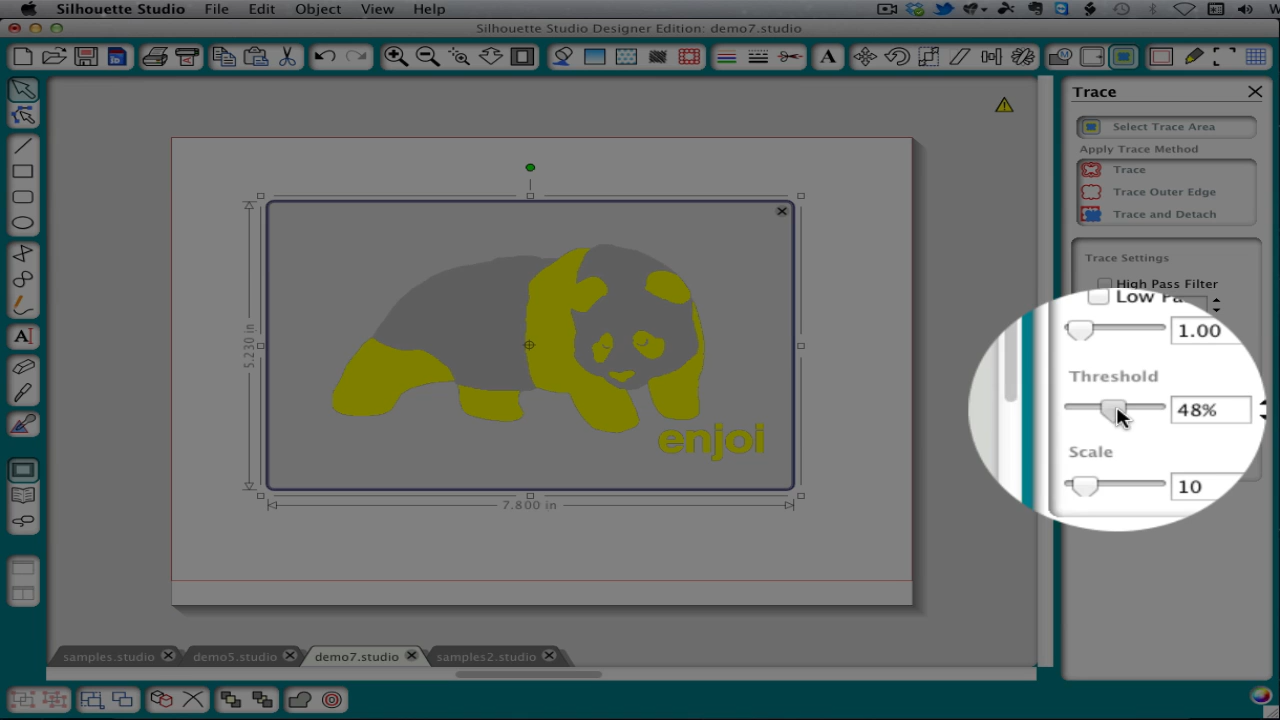 Silhouette Studio File Edit Object View Help
Silhouette Studio Designer Edition: demo7.studio
Trace
Select Trace Area
Apply Trace Method
Trace
Trace Outer Edge
Trace and Detach
Trace Settings
High Pass Filter
Low
1.00
Threshold
48%
Scale
10
5.230 in
enjoi
7.800 in
samples.studio demo5.studio demo7.studio samples2.studio